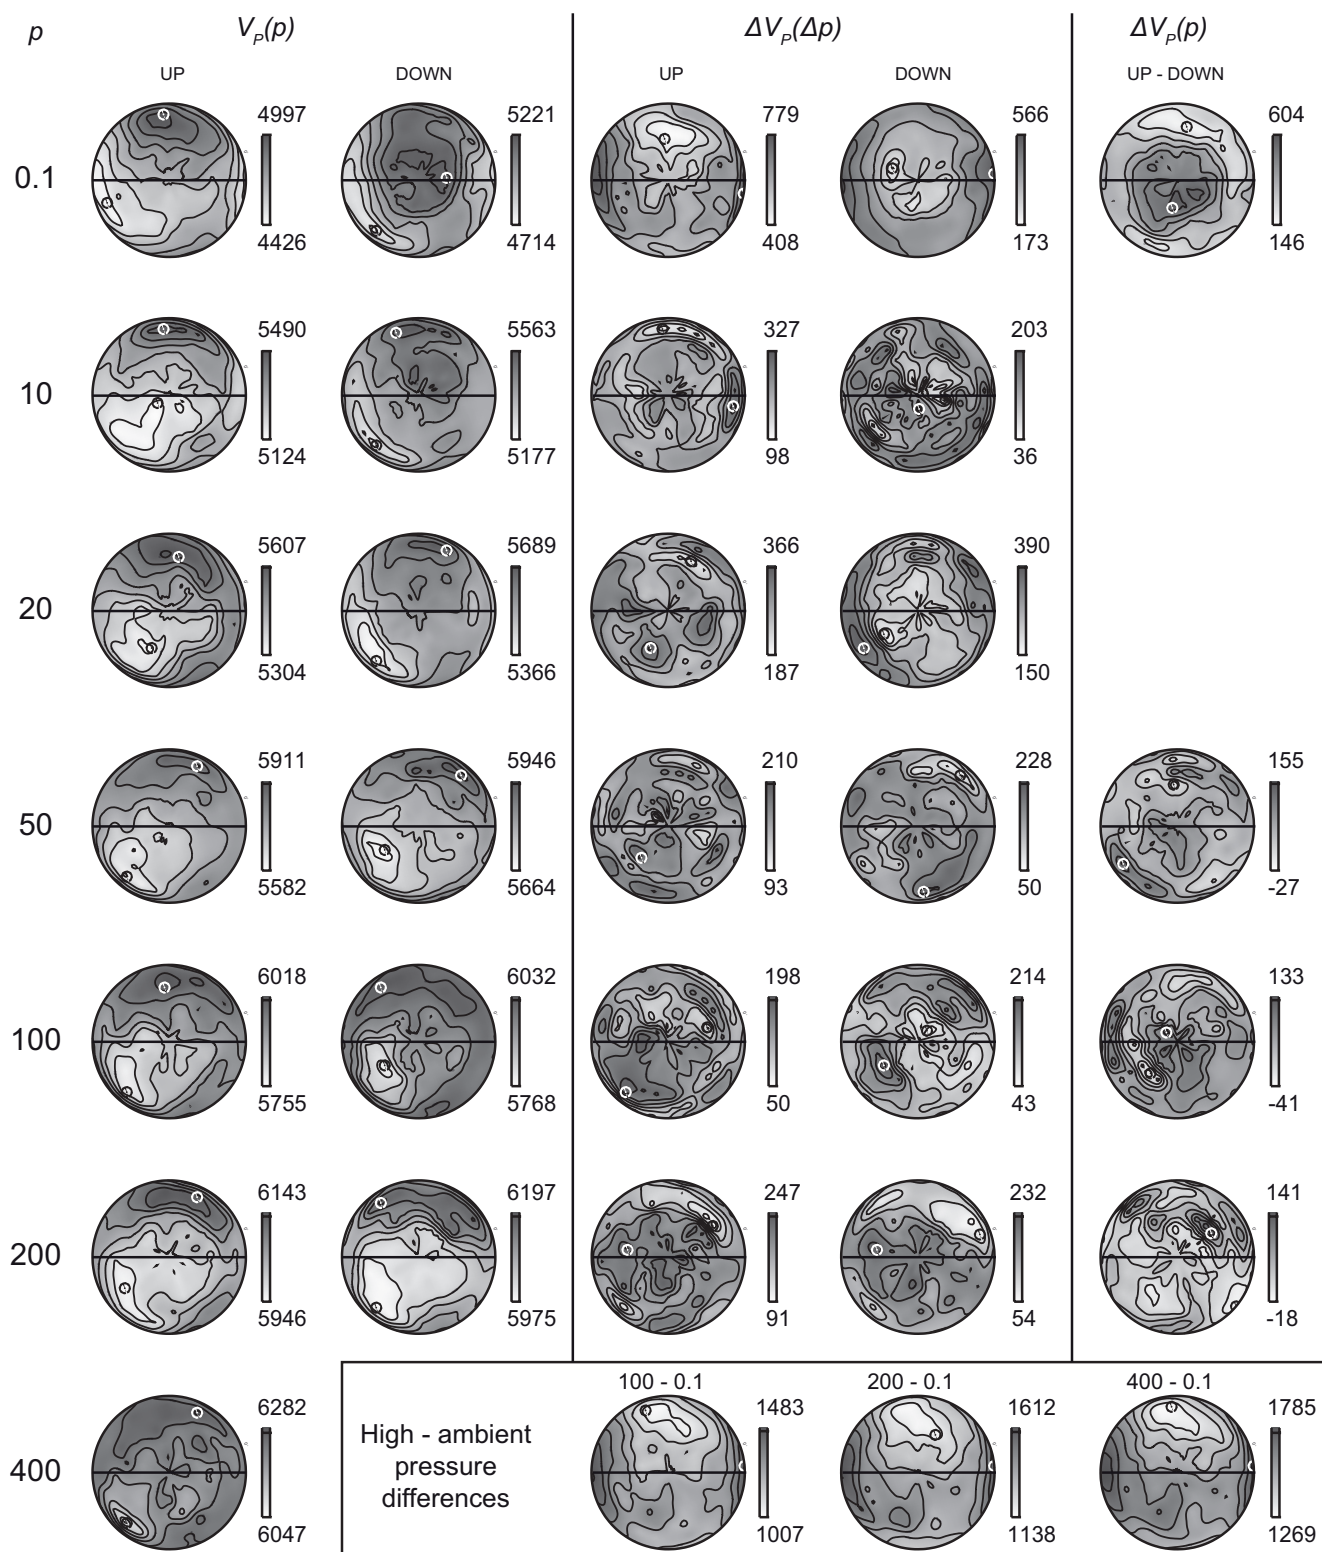 p V_P(p) ΔV_P(Δp) ΔV_P(p)
UP DOWN UP DOWN UP - DOWN
4997 5221 779 566 604
0.1
4426 4714 408 173 146
5490 5563 327 203
10
5124 5177 98 36
5607 5689 366 390
20
5304 5366 187 150
5911 5946 210 228 155
50
5582 5664 93 50 -27
6018 6032 198 214 133
100
5755 5768 50 43 -41
6143 6197 247 232 141
200
5946 5975 91 54 -18
100 - 0.1 200 - 0.1 400 - 0.1
6282 1483 1612 1785
High - ambient
400 pressure
differences
6047 1007 1138 1269